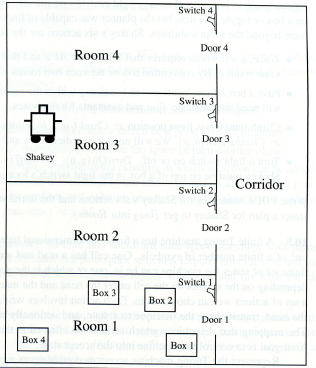 Switch 4
Room 4
Door 4
Switch 3
Shakey
Room 3
Door 3
Corridor
Switch 2
Room 2
Door 2
Switch 1
Box 3
Box 2
Room 1
Door 1
Box 4
Box 1